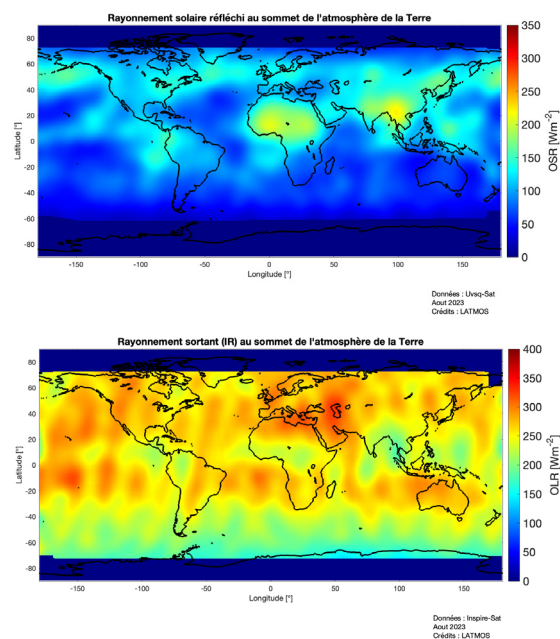 Rayonnement solaire réfléchi au sommet de l'atmosphère de la Terre
350
300
250
200
150
100
50
0
OSR [Wm-2]
80
60
40
20
0
-20
-40
-60
-80
Latitude [°]
-150 -100 -50 0 50 100 150
Longitude [°]
Données : Uvsq-Sat
Aout 2023
Crédits : LATMOS
Rayonnement sortant (IR) au sommet de l'atmosphère de la Terre
400
350
300
250
200
150
100
50
0
OLR [Wm-2]
80
60
40
20
0
-20
-40
-60
-80
Latitude [°]
-150 -100 -50 0 50 100 150
Longitude [°]
Données : Inspire-Sat
Aout 2023
Crédits : LATMOS